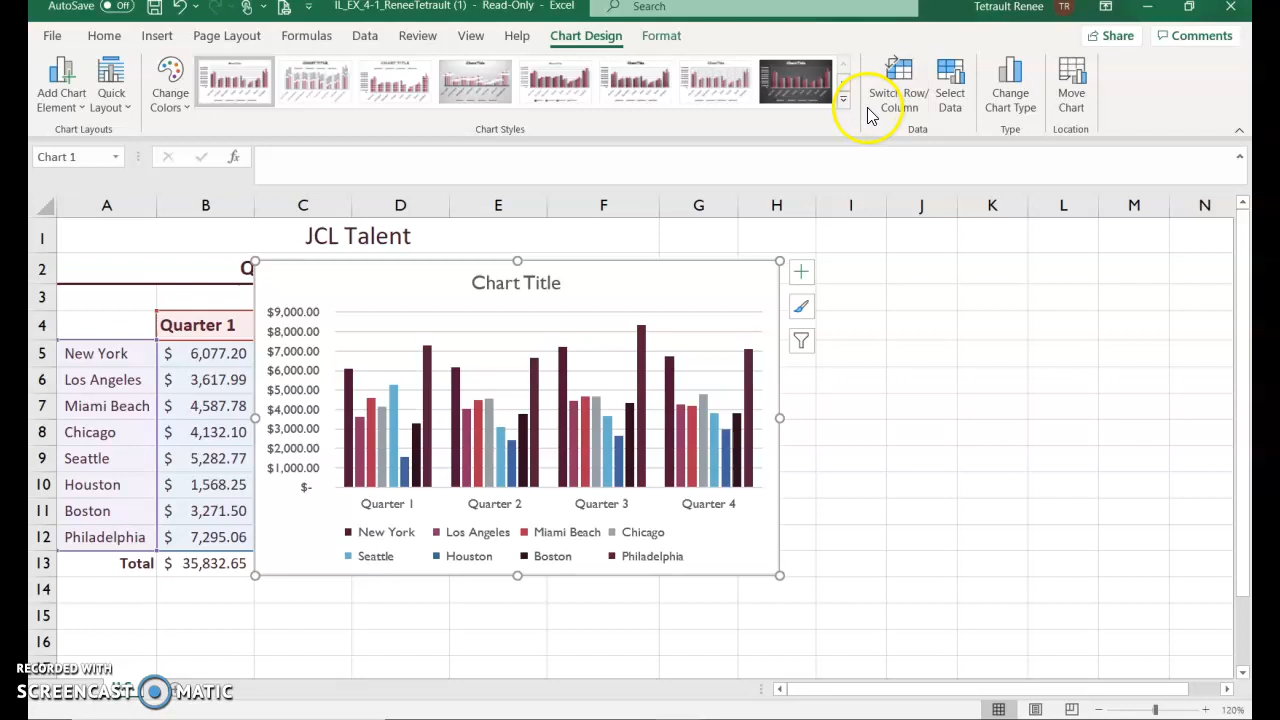 AutoSave Off IL_EX_4-1_ReneeTetrault (1) - Read-Only - Excel Search Tetrault Renee TR
File Home Insert Page Layout Formulas Data Review View Help Chart Design Format Share Comments
Add Chart Element Quick Layout Change Colors Switch Row/Column Select Data Change Chart Type Move Chart
Chart Layouts Chart Styles Data Type Location
Chart 1 fx
A B C D E F G H I J K L M N
1 JCL Talent
2 Q
3
4 Quarter 1
5 New York $ 6,077.20
6 Los Angeles $ 3,617.99
7 Miami Beach $ 4,587.78
8 Chicago $ 4,132.10
9 Seattle $ 5,282.77
10 Houston $ 1,568.25
11 Boston $ 3,271.50
12 Philadelphia $ 7,295.06
13 Total $ 35,832.65
14
15
16
Chart Title
$9,000.00
$8,000.00
$7,000.00
$6,000.00
$5,000.00
$4,000.00
$3,000.00
$2,000.00
$1,000.00
$-
Quarter 1 Quarter 2 Quarter 3 Quarter 4
New York Los Angeles Miami Beach Chicago
Seattle Houston Boston Philadelphia
RECORDED WITH
SCREENCAST MATIC
120%